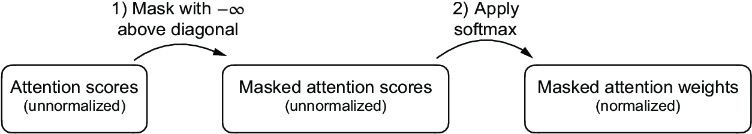 1) Mask with −∞
above diagonal
2) Apply
softmax
Attention scores
(unnormalized)
Masked attention scores
(unnormalized)
Masked attention weights
(normalized)